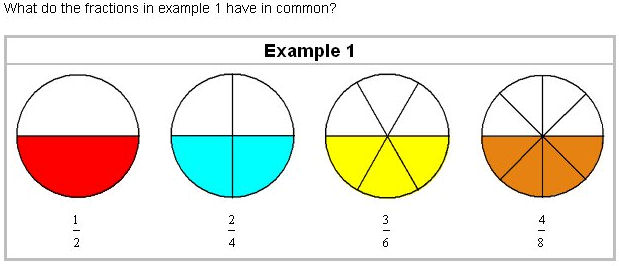 What do the fractions in example 1 have in common?
Example 1
1/2 2/4 3/6 4/8